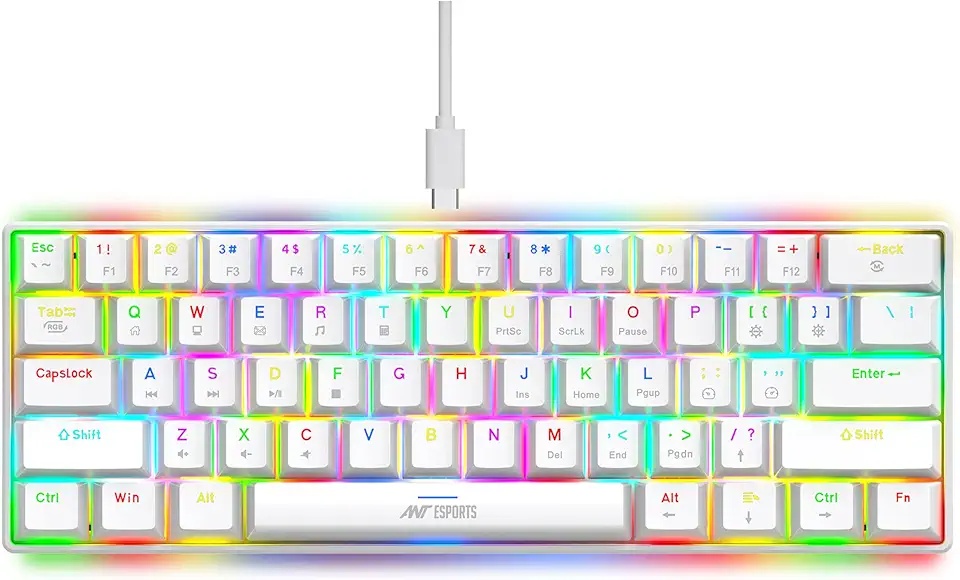 Esc 1 ! 2 @ 3 # 4 $ 5 % 6 ^ 7 & 8 * 9 ( 0 ) - _ = + ←Back
` ~ F1 F2 F3 F4 F5 F6 F7 F8 F9 F10 F11 F12 M
Tab Q W E R T Y U I O P [ { } ] \ |
RGB PrtSc ScrLk Pause
CapsLock A S D F G H J K L ; : ' " Enter
Ins Home Pgup
Shift Z X C V B N M , < . > / ? Shift
Del End Pgdn ↑
Ctrl Win Alt Alt Ctrl Fn
← ↓ →
ANT ESPORTS